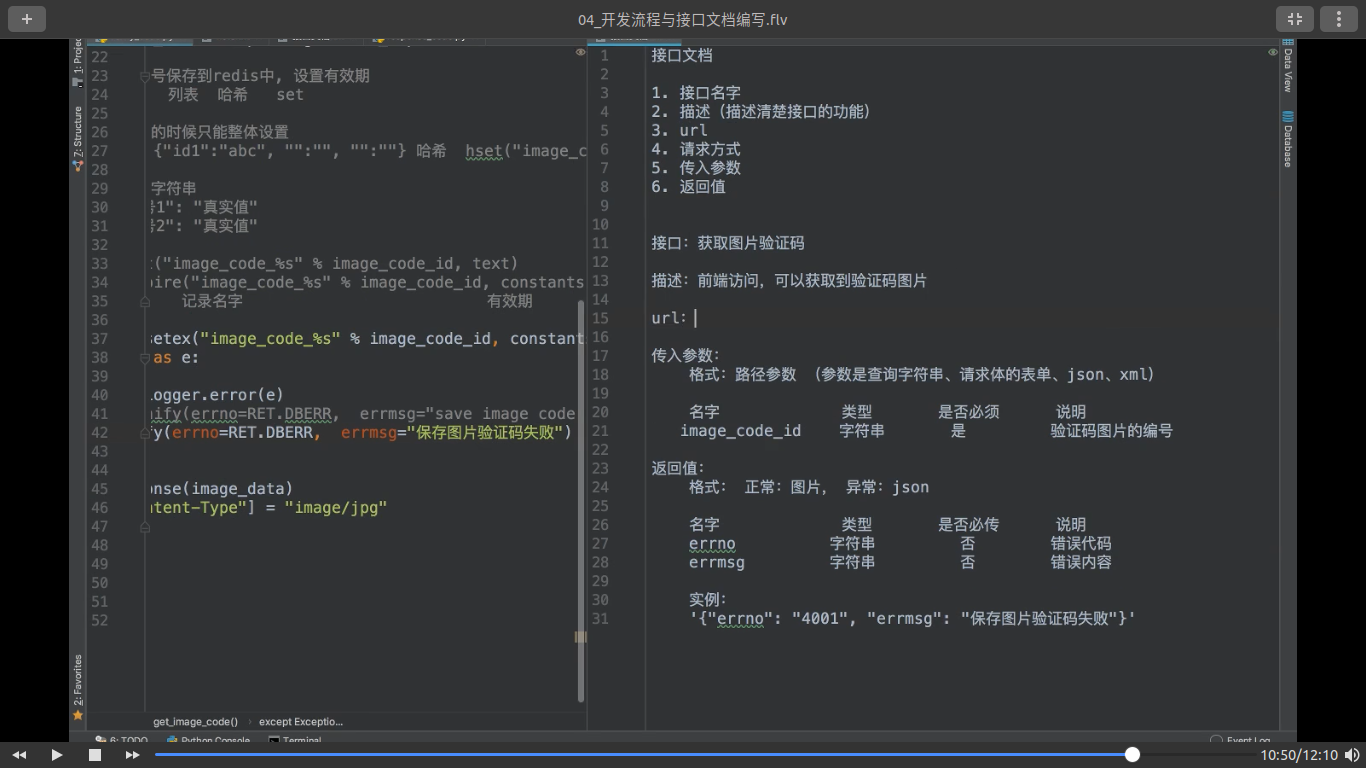 04_开发流程与接口文档编写.flv
1: Projec
7: Structure
2: Favorites
22
23 号保存到redis中, 设置有效期
24 列表 哈希 set
25
26 的时候只能整体设置
27 {"id1":"abc", "":"", "":""} 哈希 hset("image_c
28
29 字符串
30 号1": "真实值"
31 号2": "真实值"
32
33 ("image_code_%s" % image_code_id, text)
34 pire("image_code_%s" % image_code_id, constants
35 记录名字 有效期
36
37 setex("image_code_%s" % image_code_id, constant
38 as e:
39
40 logger.error(e)
41 nify(errno=RET.DBERR, errmsg="save image code
42 fy(errno=RET.DBERR, errmsg="保存图片验证码失败")
43
44
45 onse(image_data)
46 ntent-Type"] = "image/jpg"
47
48
49
50
51
52
get_image_code() › except Exceptio...
1 接口文档
2
3 1. 接口名字
4 2. 描述（描述清楚接口的功能）
5 3. url
6 4. 请求方式
7 5. 传入参数
8 6. 返回值
9
10
11 接口：获取图片验证码
12
13 描述：前端访问，可以获取到验证码图片
14
15 url：
16
17 传入参数：
18 格式：路径参数 （参数是查询字符串、请求体的表单、json、xml）
19
20 名字 类型 是否必须 说明
21 image_code_id 字符串 是 验证码图片的编号
22
23 返回值：
24 格式： 正常：图片， 异常：json
25
26 名字 类型 是否必传 说明
27 errno 字符串 否 错误代码
28 errmsg 字符串 否 错误内容
29
30 实例：
31 '{"errno": "4001", "errmsg": "保存图片验证码失败"}'
Data View
Database
6: TODO Python Console Terminal Event Log
10:50/12:10